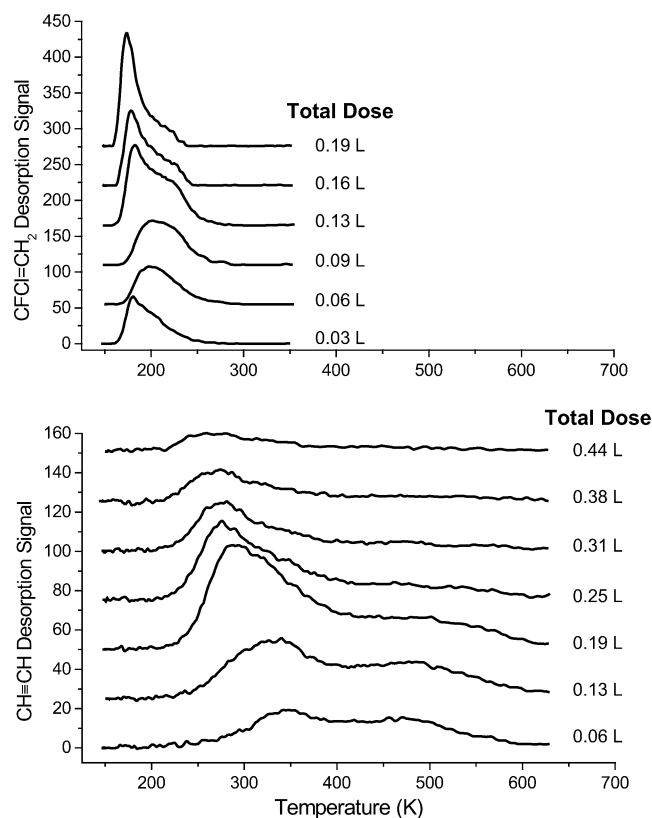 CFCl=CH2 Desorption Signal
450
400
350
300
250
200
150
100
50
0
Total Dose
0.19 L
0.16 L
0.13 L
0.09 L
0.06 L
0.03 L
200 300 400 500 600 700
CH≡CH Desorption Signal
160
140
120
100
80
60
40
20
0
Total Dose
0.44 L
0.38 L
0.31 L
0.25 L
0.19 L
0.13 L
0.06 L
200 300 400 500 600 700
Temperature (K)